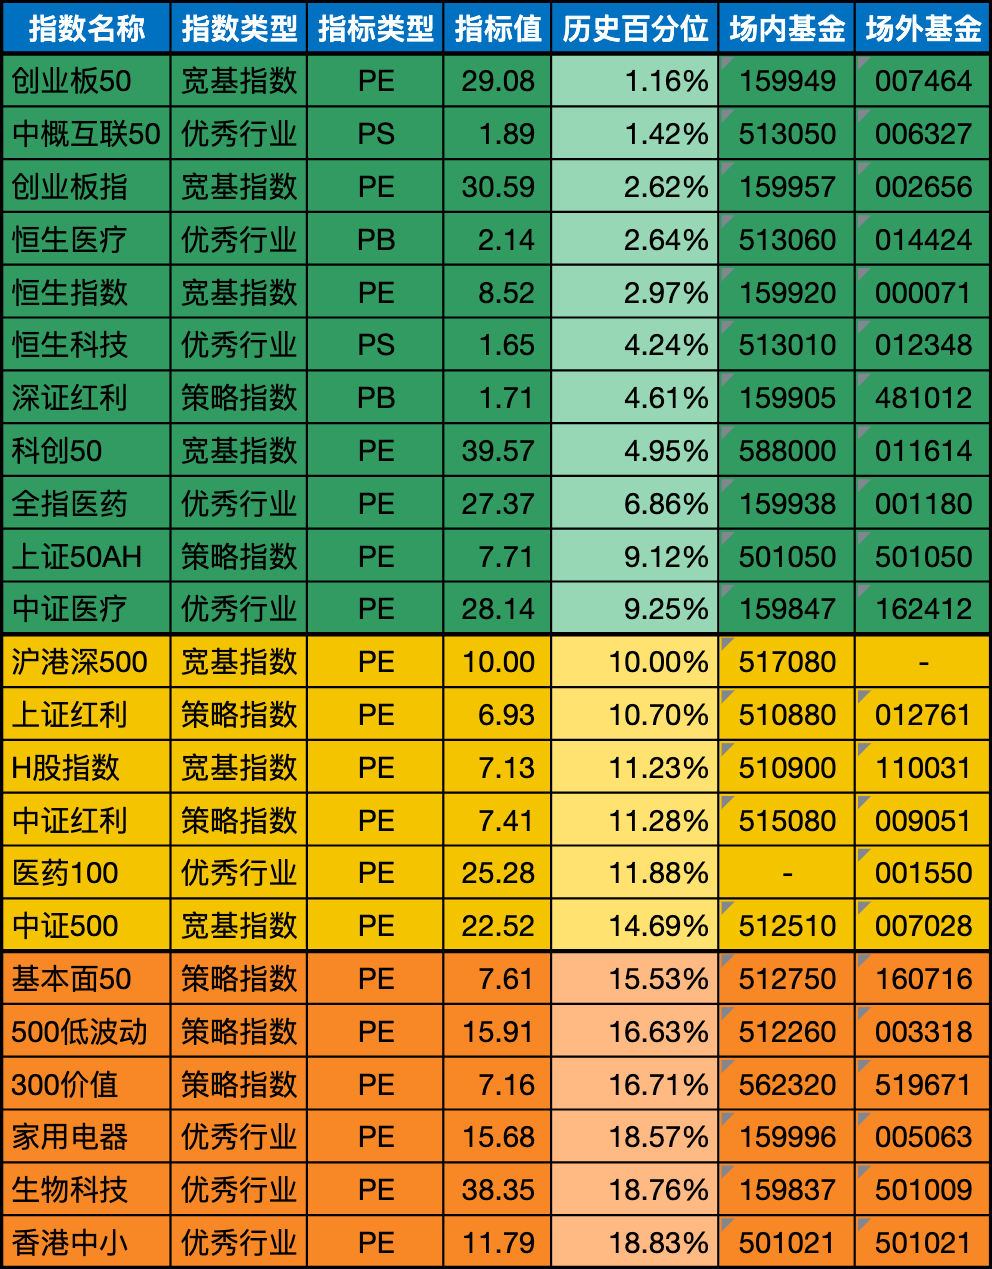 指数名称 指数类型 指标类型 指标值 历史百分位 场内基金 场外基金
创业板50 宽基指数 PE 29.08 1.16% 159949 007464
中概互联50 优秀行业 PS 1.89 1.42% 513050 006327
创业板指 宽基指数 PE 30.59 2.62% 159957 002656
恒生医疗 优秀行业 PB 2.14 2.64% 513060 014424
恒生指数 宽基指数 PE 8.52 2.97% 159920 000071
恒生科技 优秀行业 PS 1.65 4.24% 513010 012348
深证红利 策略指数 PB 1.71 4.61% 159905 481012
科创50 宽基指数 PE 39.57 4.95% 588000 011614
全指医药 优秀行业 PE 27.37 6.86% 159938 001180
上证50AH 策略指数 PE 7.71 9.12% 501050 501050
中证医疗 优秀行业 PE 28.14 9.25% 159847 162412
沪港深500 宽基指数 PE 10.00 10.00% 517080 -
上证红利 策略指数 PE 6.93 10.70% 510880 012761
H股指数 宽基指数 PE 7.13 11.23% 510900 110031
中证红利 策略指数 PE 7.41 11.28% 515080 009051
医药100 优秀行业 PE 25.28 11.88% - 001550
中证500 宽基指数 PE 22.52 14.69% 512510 007028
基本面50 策略指数 PE 7.61 15.53% 512750 160716
500低波动 策略指数 PE 15.91 16.63% 512260 003318
300价值 策略指数 PE 7.16 16.71% 562320 519671
家用电器 优秀行业 PE 15.68 18.57% 159996 005063
生物科技 优秀行业 PE 38.35 18.76% 159837 501009
香港中小 优秀行业 PE 11.79 18.83% 501021 501021